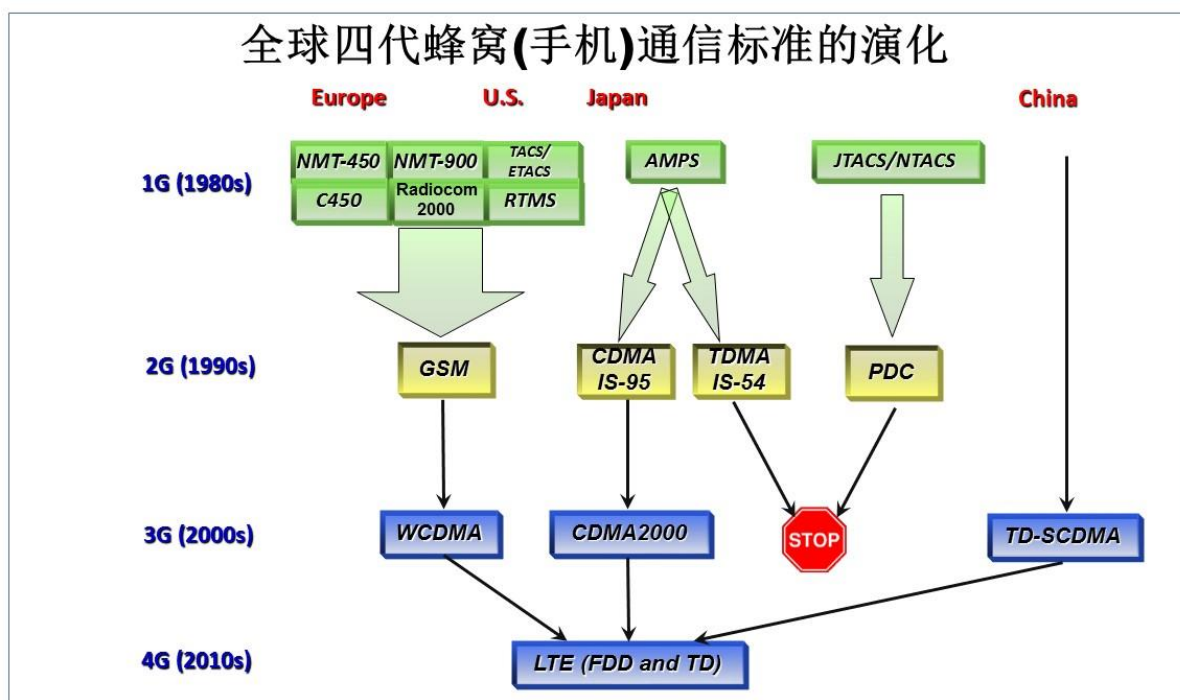 全球四代蜂窝(手机)通信标准的演化
Europe U.S. Japan China
1G (1980s)
NMT-450 NMT-900 TACS/
ETACS
C450 Radiocom
2000 RTMS
AMPS
JTACS/NTACS
2G (1990s)
GSM
CDMA
IS-95
TDMA
IS-54
PDC
3G (2000s)
WCDMA
CDMA2000
STOP
TD-SCDMA
4G (2010s)
LTE (FDD and TD)